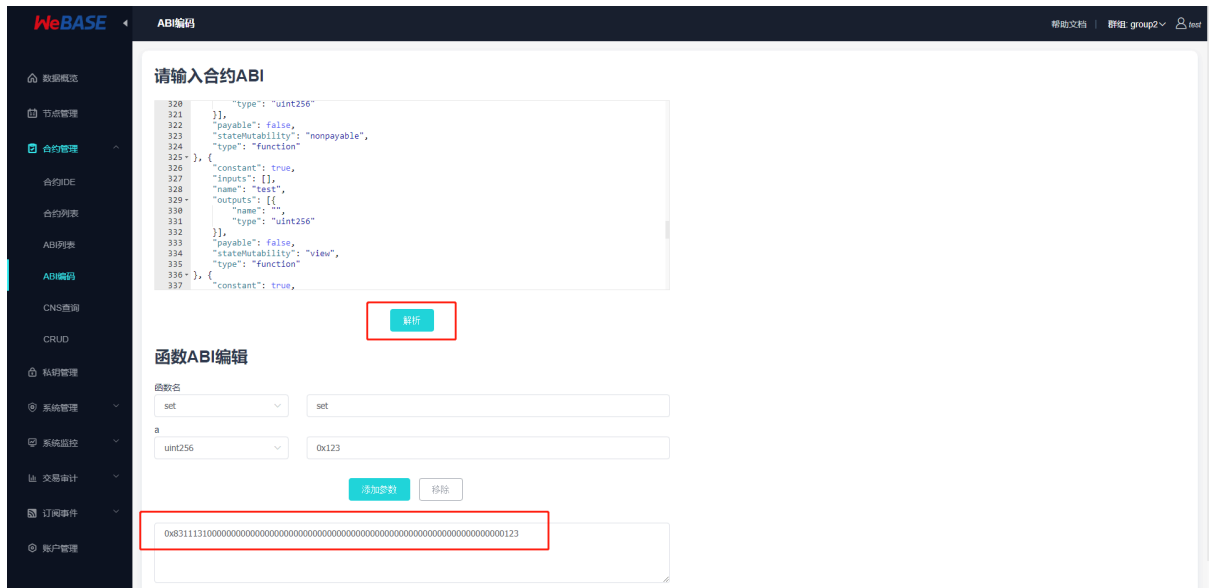 WeBASE
ABI编码
帮助文档 | 群组: group2 test
数据概览
节点管理
合约管理
合约IDE
合约列表
ABI列表
ABI编码
CNS查询
CRUD
私钥管理
系统管理
系统监控
交易审计
订阅事件
账户管理
请输入合约ABI
320 "type": "uint256"
321 }],
322 "payable": false,
323 "stateMutability": "nonpayable",
324 "type": "function"
325 }, {
326 "constant": true,
327 "inputs": [],
328 "name": "test",
329 "outputs": [{
330 "name": "",
331 "type": "uint256"
332 }],
333 "payable": false,
334 "stateMutability": "view",
335 "type": "function"
336 }, {
337 "constant": true,
解析
函数ABI编辑
函数名
set set
a
uint256 0x123
添加参数 移除